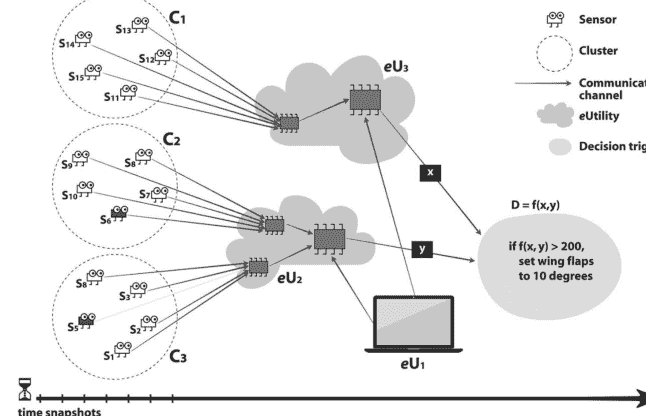 C1
S13
S14
S12
S15
S11
eU3
Sensor
Cluster
Communicat
channel
eUtility
Decision trig
C2
S9
S8
S10
S7
S6
x
D = f(x,y)
if f(x, y) > 200,
set wing flaps
to 10 degrees
y
eU2
S8
S3
S5
S2
S1
C3
eU1
time snapshots